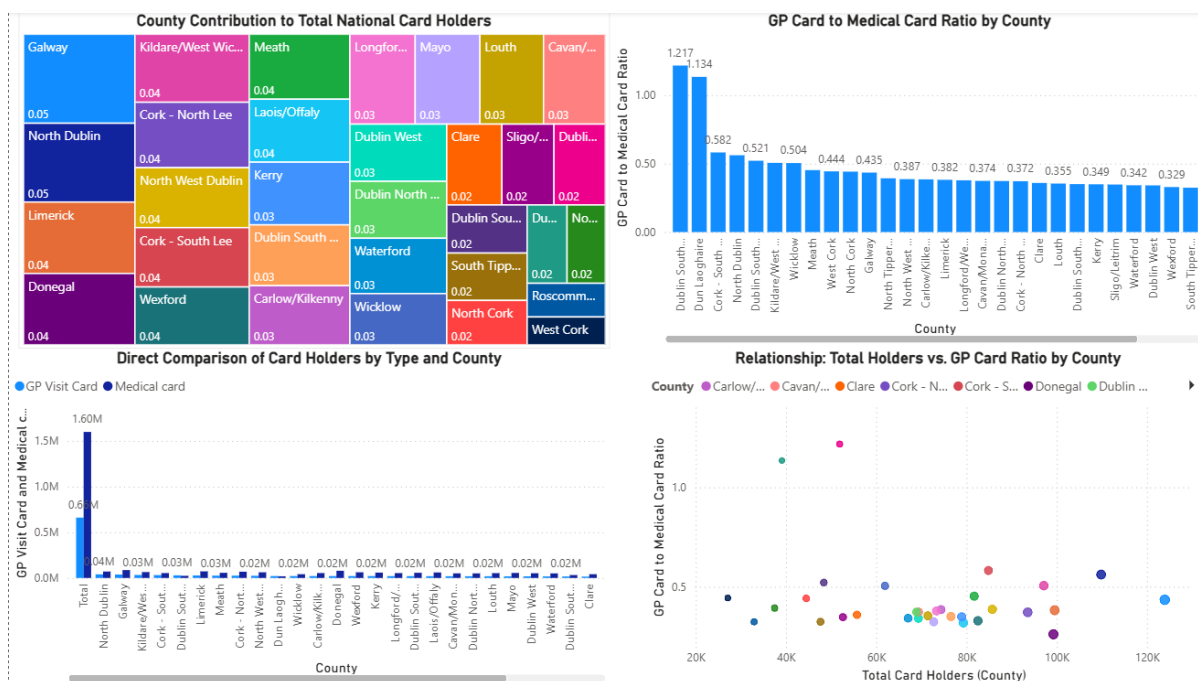 County Contribution to Total National Card Holders
Galway
0.05
North Dublin
0.05
Limerick
0.04
Donegal
0.04
Kildare/West Wic...
0.04
Cork - North Lee
0.04
North West Dublin
0.04
Cork - South Lee
0.04
Wexford
0.04
Meath
0.04
Laois/Offaly
0.04
Kerry
0.03
Dublin South ...
0.03
Carlow/Kilkenny
0.03
Longfor...
0.03
Mayo
0.03
Louth
0.03
Cavan/...
0.03
Dublin West
0.03
Dublin North ...
0.03
Waterford
0.03
Wicklow
0.03
Clare
0.02
Sligo/...
0.02
Dubli...
0.02
Dublin Sou...
0.02
South Tipp...
0.02
North Cork
0.02
Du...
0.02
No...
0.02
Roscomm...
West Cork
GP Card to Medical Card Ratio by County
GP Card to Medical Card Ratio
1.00
0.50
0.00
1.217
1.134
0.582
0.521
0.504
0.444
0.435
0.387
0.382
0.374
0.372
0.355
0.349
0.342
0.329
Dublin South...
Dun Laoghaire
Cork - South ...
North Dublin
Dublin South...
Kildare/West ...
Wicklow
Meath
West Cork
North Cork
Galway
North Tipper...
North West ...
Carlow/Kilke...
Limerick
Longford/We...
Cavan/Mona...
Dublin North...
Cork - North ...
Clare
Louth
Dublin South...
Kerry
Sligo/Leitrim
Waterford
Dublin West
Wexford
South Tipper...
County
Direct Comparison of Card Holders by Type and County
GP Visit Card
Medical card
GP Visit Card and Medical c...
1.5M
1.0M
0.5M
0.0M
1.60M
0.04M
0.03M
0.03M
0.03M
0.03M
0.02M
0.02M
0.02M
0.02M
0.02M
0.02M
0.02M
0.02M
0.02M
0.02M
Total
North Dublin
Galway
Kildare/Wes...
Cork - Sout...
Dublin Sout...
Limerick
Meath
Cork - Nort...
North West...
Dun Laogh...
Wicklow
Carlow/Kilk...
Donegal
Wexford
Kerry
Longford/...
Dublin Sout...
Laois/Offaly
Cavan/Mon...
Dublin Nort...
Louth
Mayo
Dublin West
Waterford
Dublin Sout...
Clare
County
Relationship: Total Holders vs. GP Card Ratio by County
County
Carlow/...
Cavan/...
Clare
Cork - N...
Cork - S...
Donegal
Dublin ...
GP Card to Medical Card Ratio
1.0
0.5
20K
40K
60K
80K
100K
120K
Total Card Holders (County)